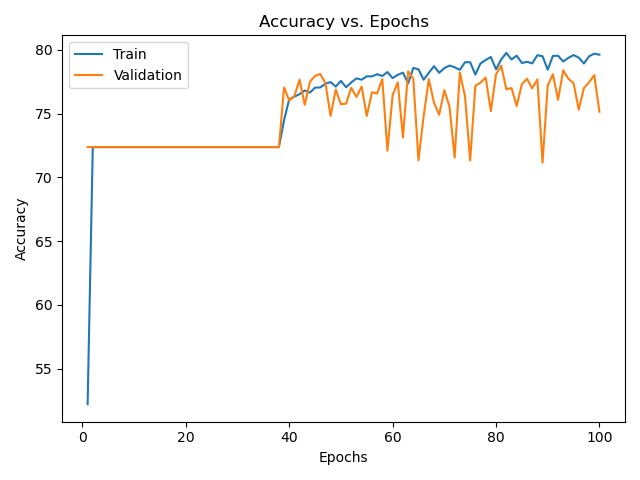 Accuracy vs. Epochs
Train
Validation
80
75
70
65
60
55
Accuracy
0 20 40 60 80 100
Epochs